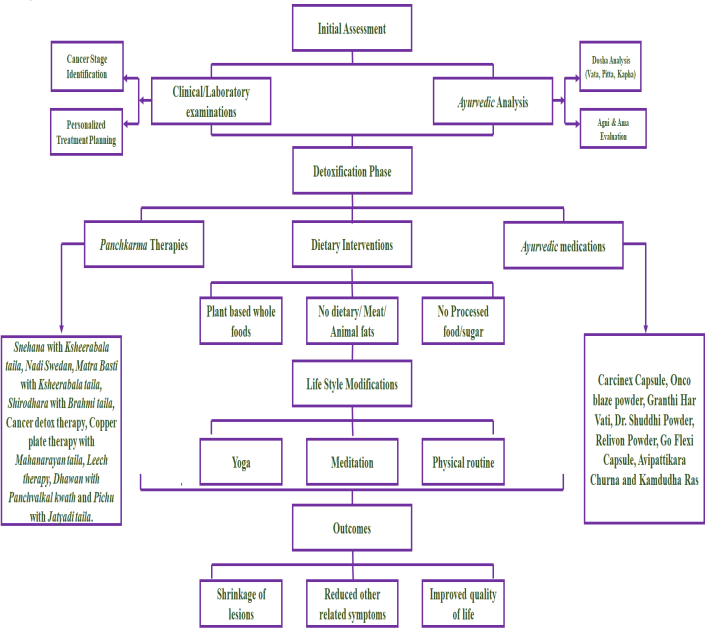 Initial Assessment
Cancer Stage
Identification
Clinical/Laboratory
examinations
Ayurvedic Analysis
Dosha Analysis
(Vata, Pitta, Kapha)
Personalized
Treatment Planning
Agni & Ama
Evaluation
Detoxification Phase
Panchkarma Therapies
Dietary Interventions
Ayurvedic medications
Plant based whole
foods
No dietary/ Meat/
Animal fats
No Processed
food/sugar
Snehana with Ksheerabala
taila, Nadi Swedan, Matra Basti
with Ksheerabala taila,
Shirodhara with Brahmi taila,
Cancer detox therapy, Copper
plate therapy with
Mahanarayan taila, Leech
therapy, Dhawan with
Panchvalkal kwath and Pichu
with Jatyadi taila.
Life Style Modifications
Carcinex Capsule, Onco
blaze powder, Granthi Har
Vati, Dr. Shuddhi Powder,
Relivon Powder, Go Flexi
Capsule, Avipattikara
Churna and Kamdudha Ras
Yoga
Meditation
Physical routine
Outcomes
Shrinkage of
lesions
Reduced other
related symptoms
Improved quality
of life